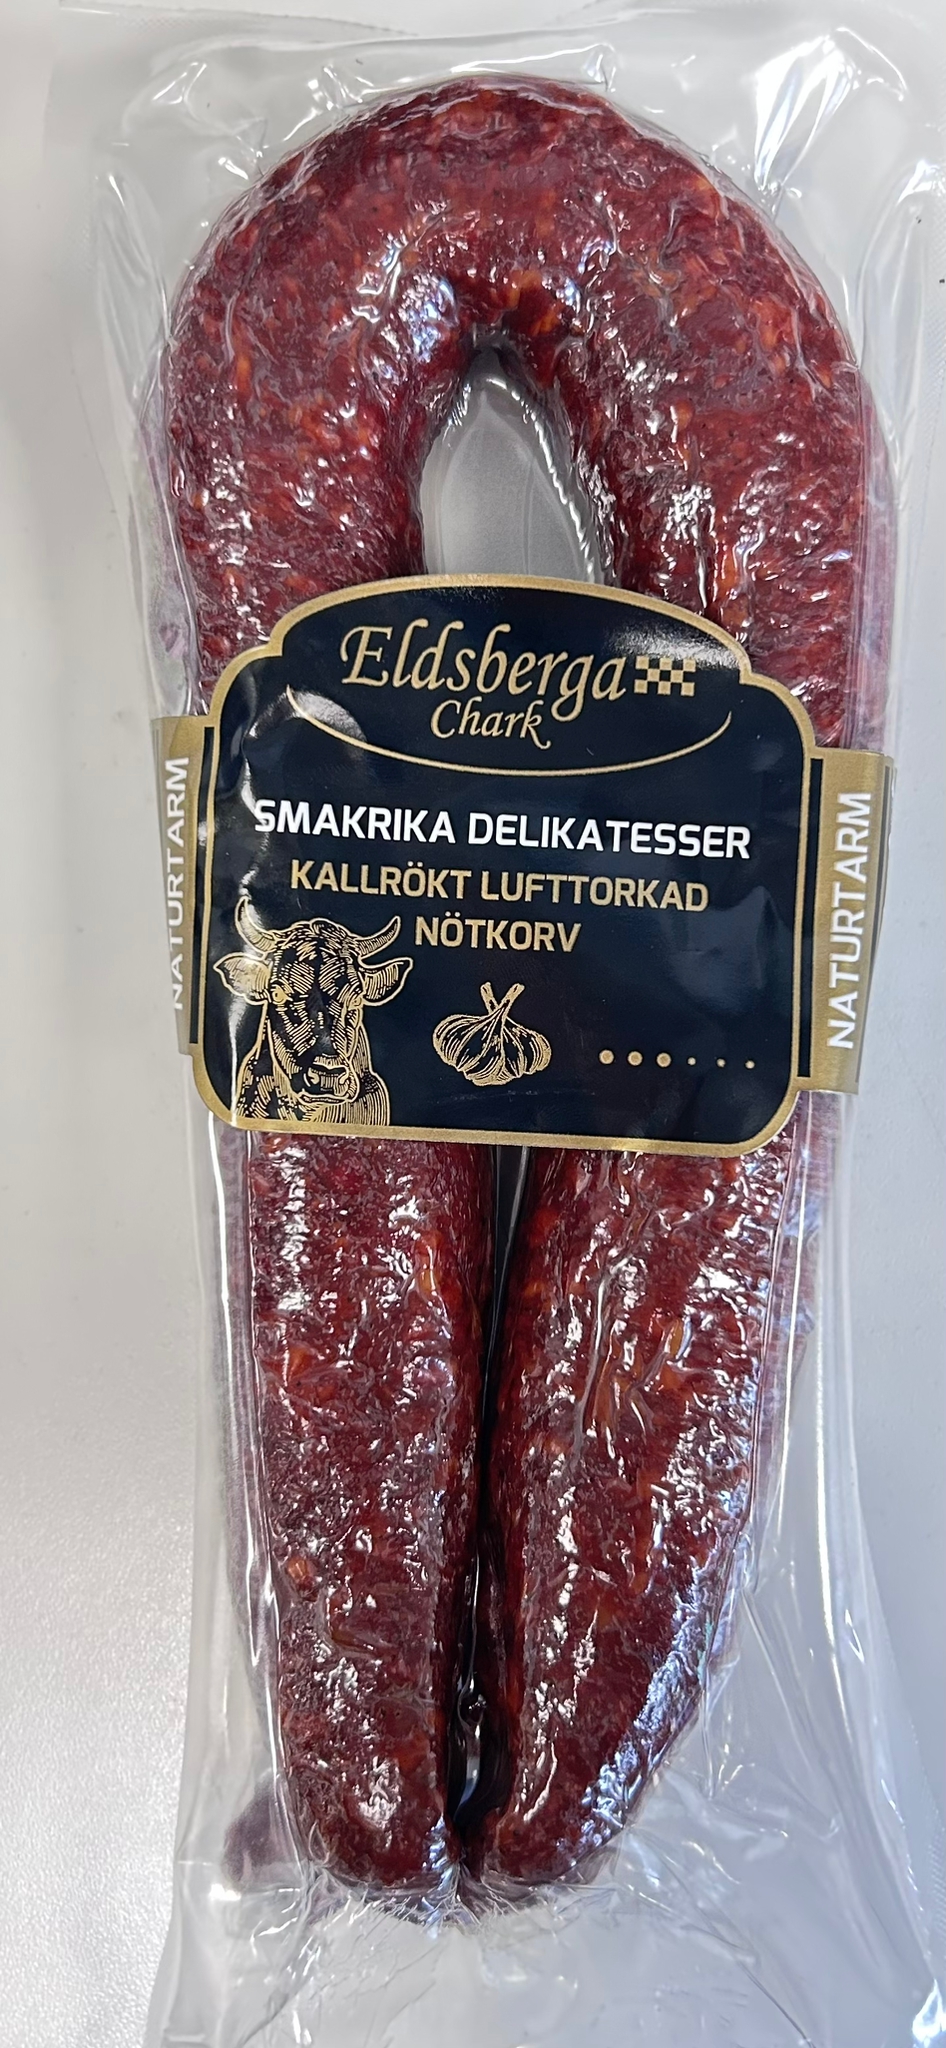 Eldsberga
Chark
SMAKRIKA DELIKATESSER
KALLRÖKT LUFTTORKAD
NÖTKORV
NATURTARM
NATURTARM